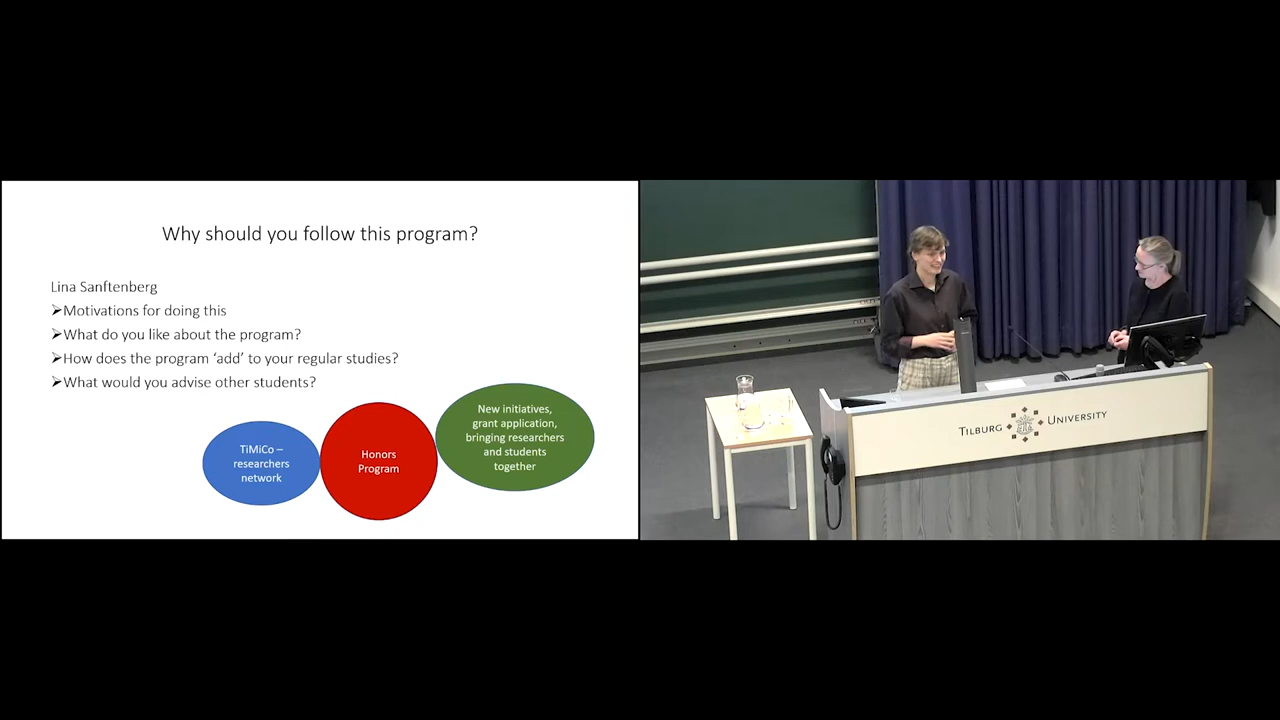 Why should you follow this program?
Lina Sanftenberg
➢Motivations for doing this
➢What do you like about the program?
➢How does the program ‘add’ to your regular studies?
➢What would you advise other students?
TiMiCo –
researchers
network
Honors
Program
New initiatives,
grant application,
bringing researchers
and students
together
TILBURG UNIVERSITY